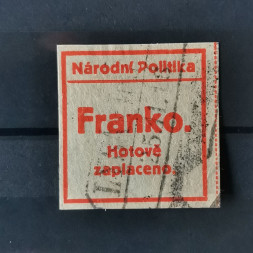 Národní Politika
Franko.
Hotově
zaplaceno.